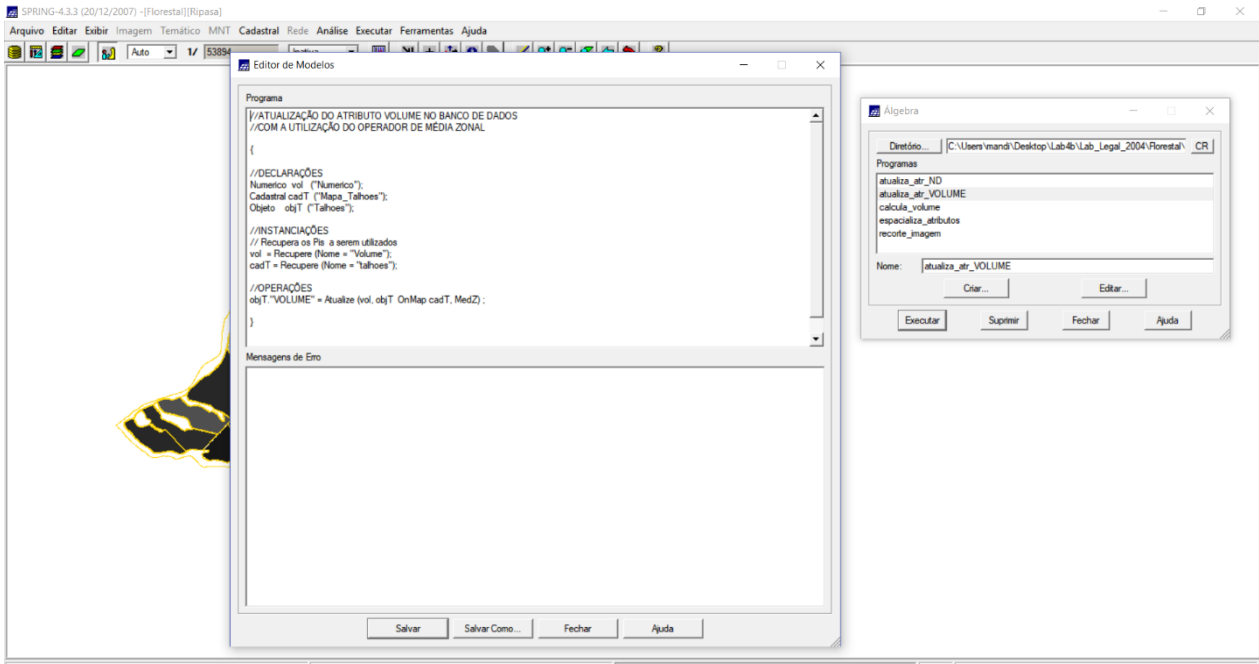 SPRING-4.3.3 (20/12/2007) -[Florestal][Ripasa]
Arquivo Editar Exibir Imagem Temático MNT Cadastral Rede Análise Executar Ferramentas Ajuda
Auto 1/ 53894
Editor de Modelos
Programa
//ATUALIZAÇÃO DO ATRIBUTO VOLUME NO BANCO DE DADOS
//COM A UTILIZAÇÃO DO OPERADOR DE MÉDIA ZONAL
{
//DECLARAÇÕES
Numerico vol ("Numerico");
Cadastral cadT ("Mapa_Talhoes");
Objeto objT ("Talhoes");
//INSTANCIAÇÕES
// Recupera os Pis a serem utilizados
vol = Recupere (Nome = "Volume");
cadT = Recupere (Nome = "talhoes");
//OPERAÇÕES
objT."VOLUME" = Atualize (vol, objT OnMap cadT, MedZ) ;
}
Mensagens de Erro
Salvar Salvar Como... Fechar Ajuda
Álgebra
Diretório... C:\Users\mandi\Desktop\Lab4b\Lab_Legal_2004\Florestal\ CR
Programas
atualiza_atr_ND
atualiza_atr_VOLUME
calcula_volume
espacializa_atributos
recorte_imagem
Nome: atualiza_atr_VOLUME
Criar... Editar...
Executar Suprimir Fechar Ajuda